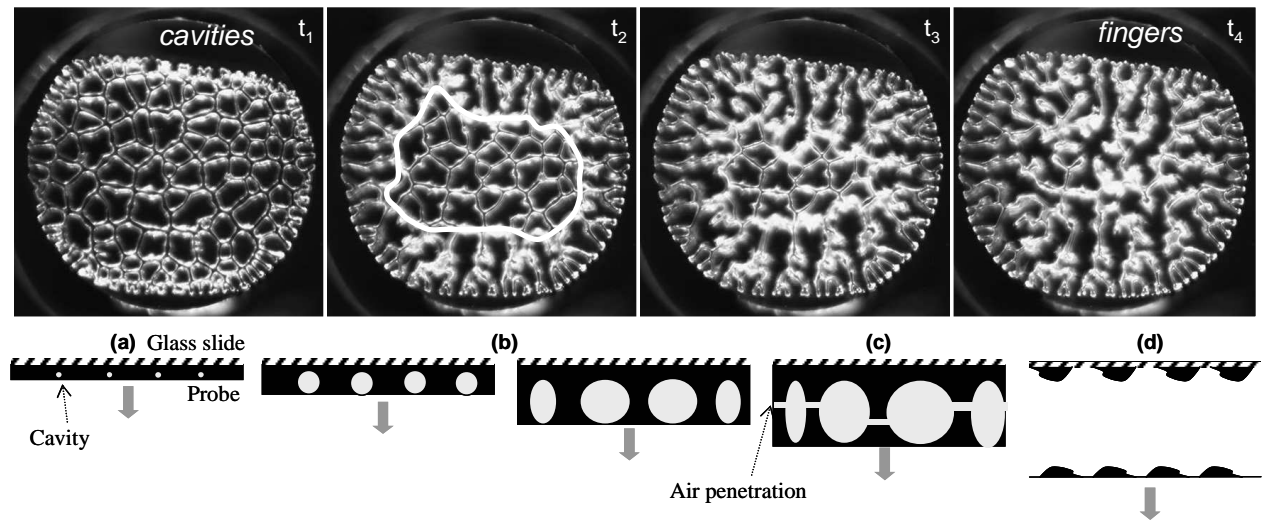 cavities
t1
t2
t3
fingers
t4
(a)
Glass slide
(b)
(c)
(d)
Probe
Cavity
Air penetration